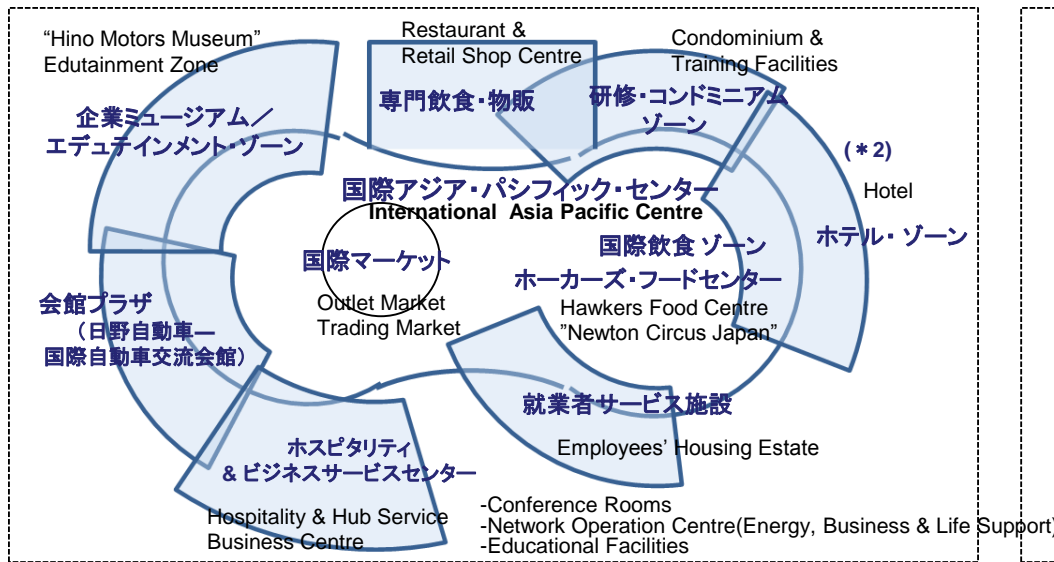 “Hino Motors Museum”
Edutainment Zone
企業ミュージアム／
エデュテインメント・ゾーン
Restaurant &
Retail Shop Centre
専門飲食・物販
Condominium &
Training Facilities
研修・コンドミニアム
ゾーン
(＊2)
Hotel
ホテル・ゾーン
国際アジア・パシフィック・センター
International Asia Pacific Centre
国際マーケット
Outlet Market
Trading Market
国際飲食 ゾーン
ホーカーズ・フードセンター
Hawkers Food Centre
”Newton Circus Japan”
会館プラザ
（日野自動車―
国際自動車交流会館）
就業者サービス施設
Employees’ Housing Estate
ホスピタリティ
& ビジネスサービスセンター
Hospitality & Hub Service
Business Centre
-Conference Rooms
-Network Operation Centre(Energy, Business & Life Support)
-Educational Facilities